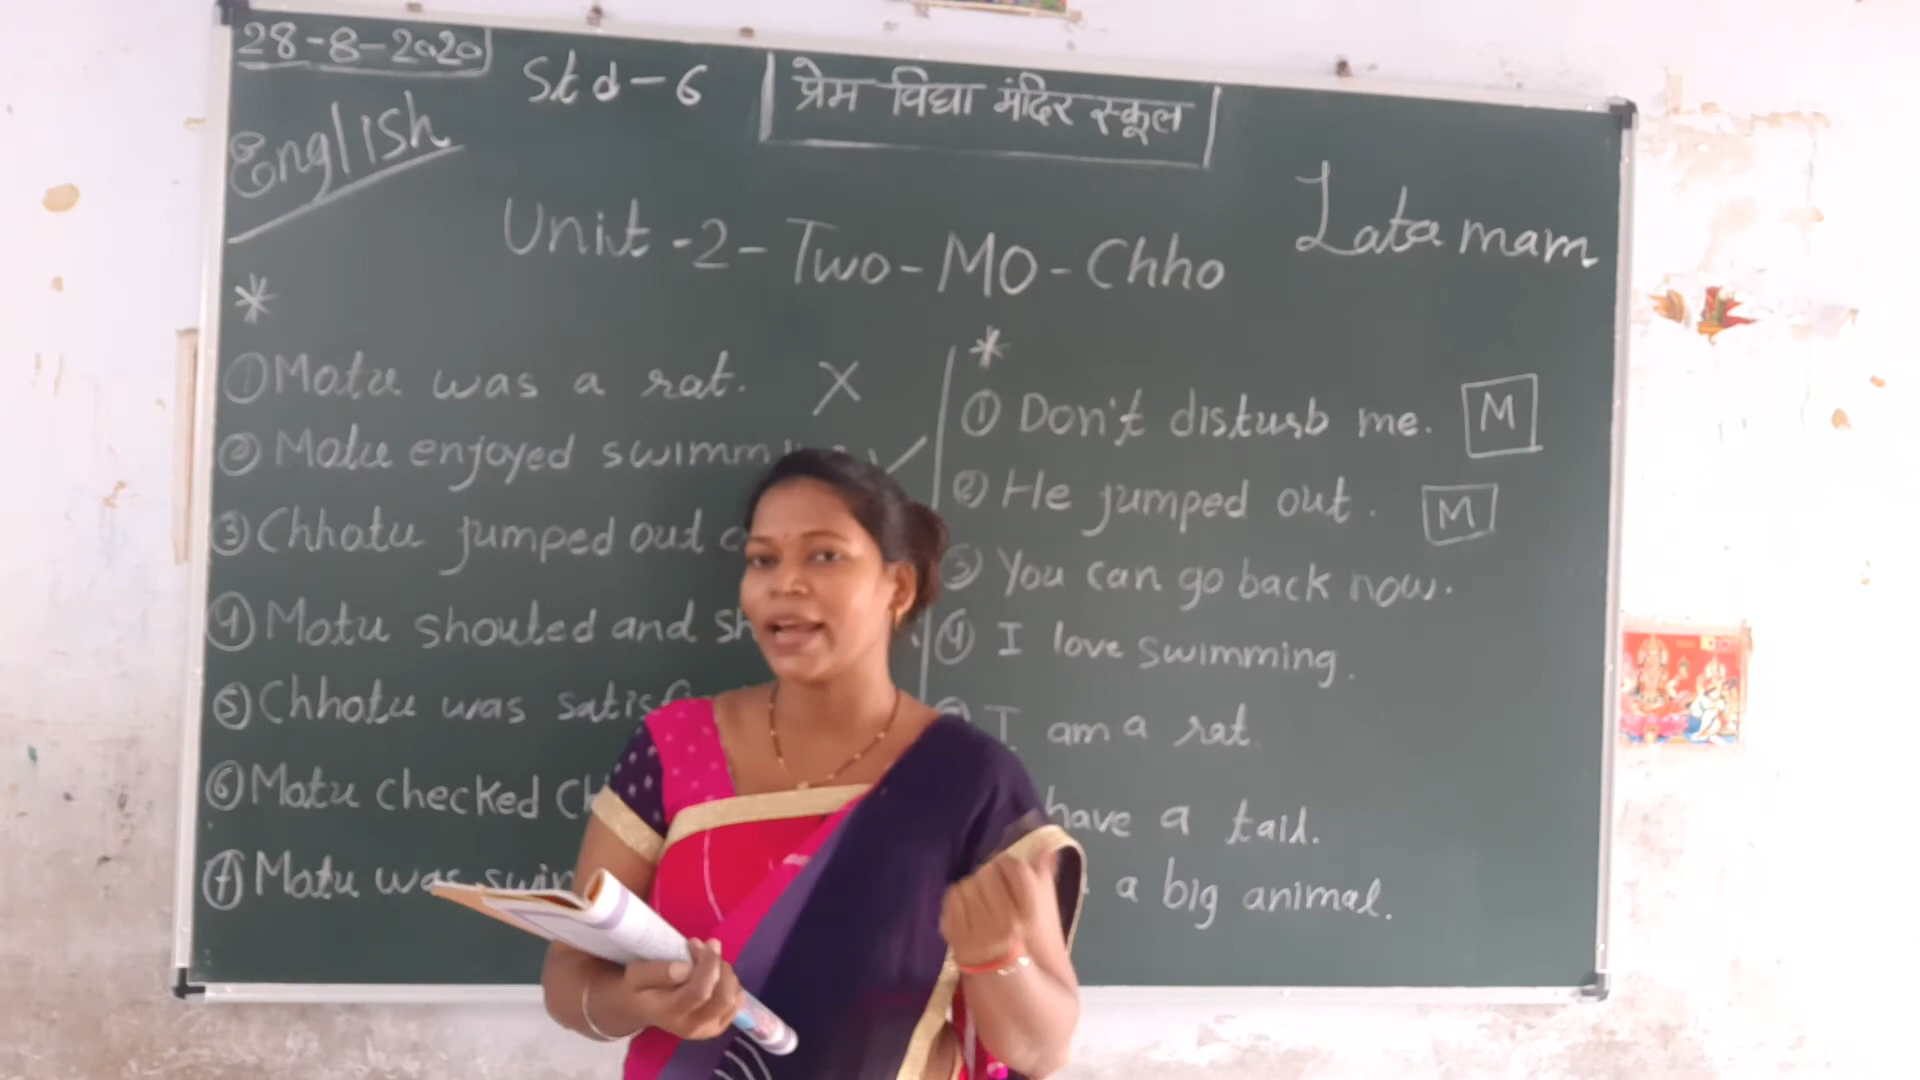 28-8-2020
Std-6
प्रेम विद्या मंदिर स्कूल
English
Lata mam
Unit-2-Two-MO-Chho
*
① Motu was a rat. X
② Motu enjoyed ✓
③ Chhotu jumped out
④ Motu shouted and
⑤ Chhotu was
⑥ Motu checked
⑦ Motu was
*
① Don't disturb me. M
② He jumped out. M
③ You can go back now.
④ I love swimming.
I am a rat.
have a tail.
a big animal.